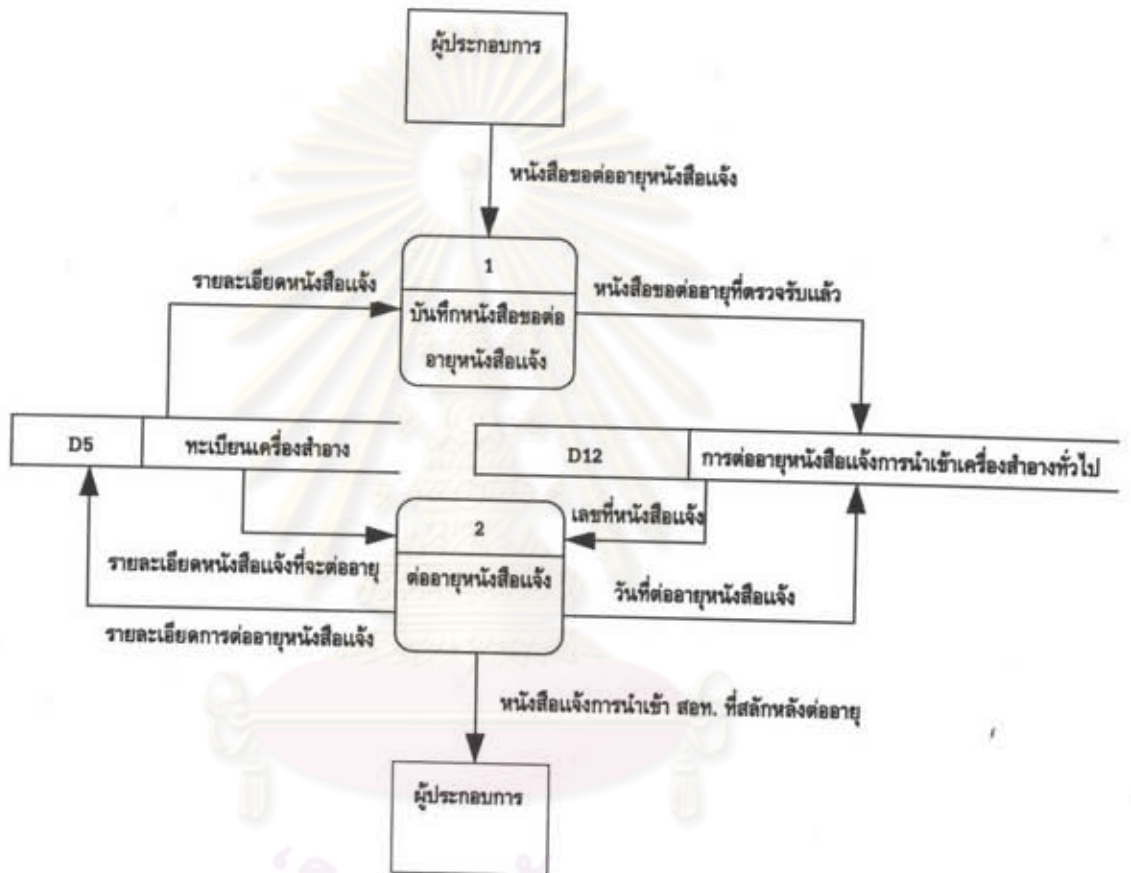 ผู้ประกอบการ
หนังสือขอต่ออายุหนังสือแจ้ง
1
รายละเอียดหนังสือแจ้ง
หนังสือขอต่ออายุที่ตรวจรับแล้ว
บันทึกหนังสือขอต่อ
อายุหนังสือแจ้ง
D5
ทะเบียนเครื่องสำอาง
D12
การต่ออายุหนังสือแจ้งการนำเข้าเครื่องสำอางทั่วไป
2
เลขที่หนังสือแจ้ง
รายละเอียดหนังสือแจ้งที่จะต่ออายุ
ต่ออายุหนังสือแจ้ง
วันที่ต่ออายุหนังสือแจ้ง
รายละเอียดการต่ออายุหนังสือแจ้ง
หนังสือแจ้งการนำเข้า สอท. ที่สลักหลังต่ออายุ
ผู้ประกอบการ